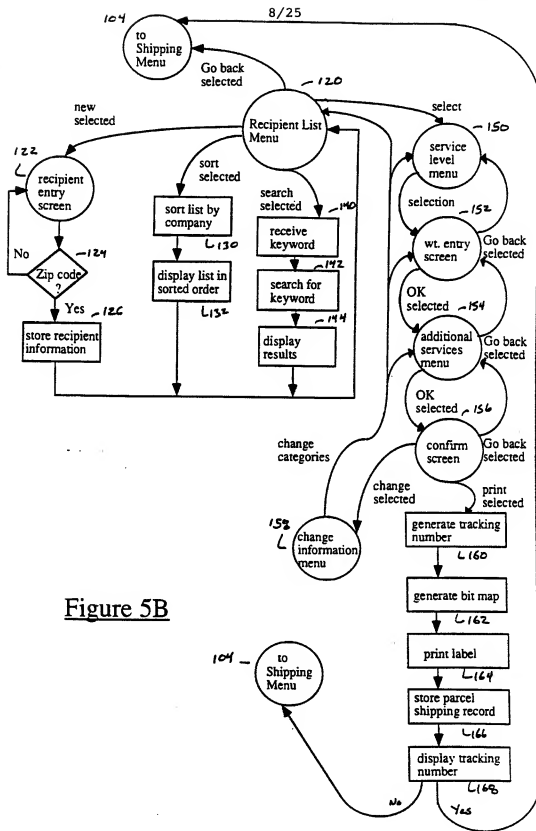 8/25
104
to
Shipping
Menu
Go back
selected
120
Recipient List
Menu
new
selected
select
122
recipient
entry
screen
150
service
level menu
sort
selected
search
selected
selection
sort list by
company
130
140
receive
keyword
152
wt. entry
screen
Go back
selected
No
124
Zip code
?
display list in
sorted order
132
142
search for
keyword
Yes
126
store recipient
information
144
display
results
OK
selected
154
additional
services
menu
Go back
selected
OK
selected
156
confirm
screen
Go back
selected
change
categories
change
selected
print
selected
158
change
information
menu
generate tracking
number
160
generate bit map
162
Figure 5B
print label
164
104
to
Shipping
Menu
store parcel
shipping record
166
display tracking
number
168
No
Yes